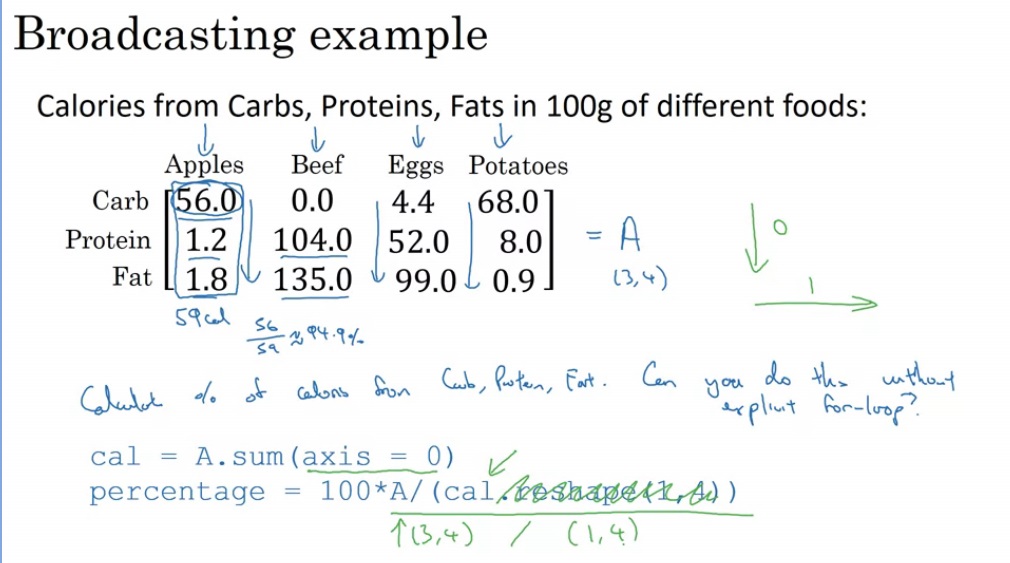 Broadcasting example
Calories from Carbs, Proteins, Fats in 100g of different foods:
Apples Beef Eggs Potatoes
Carb 56.0 0.0 4.4 68.0
Protein 1.2 104.0 52.0 8.0
Fat 1.8 135.0 99.0 0.9
= A
(3,4)
0
1
59 cal
56/59 ≈ 94.9%
Calculate % of calories from Carb, Protein, Fat. Can you do this without
explicit for-loop?
cal = A.sum(axis = 0)
percentage = 100*A/(cal.reshape(1,4))
↑(3,4) / (1,4)